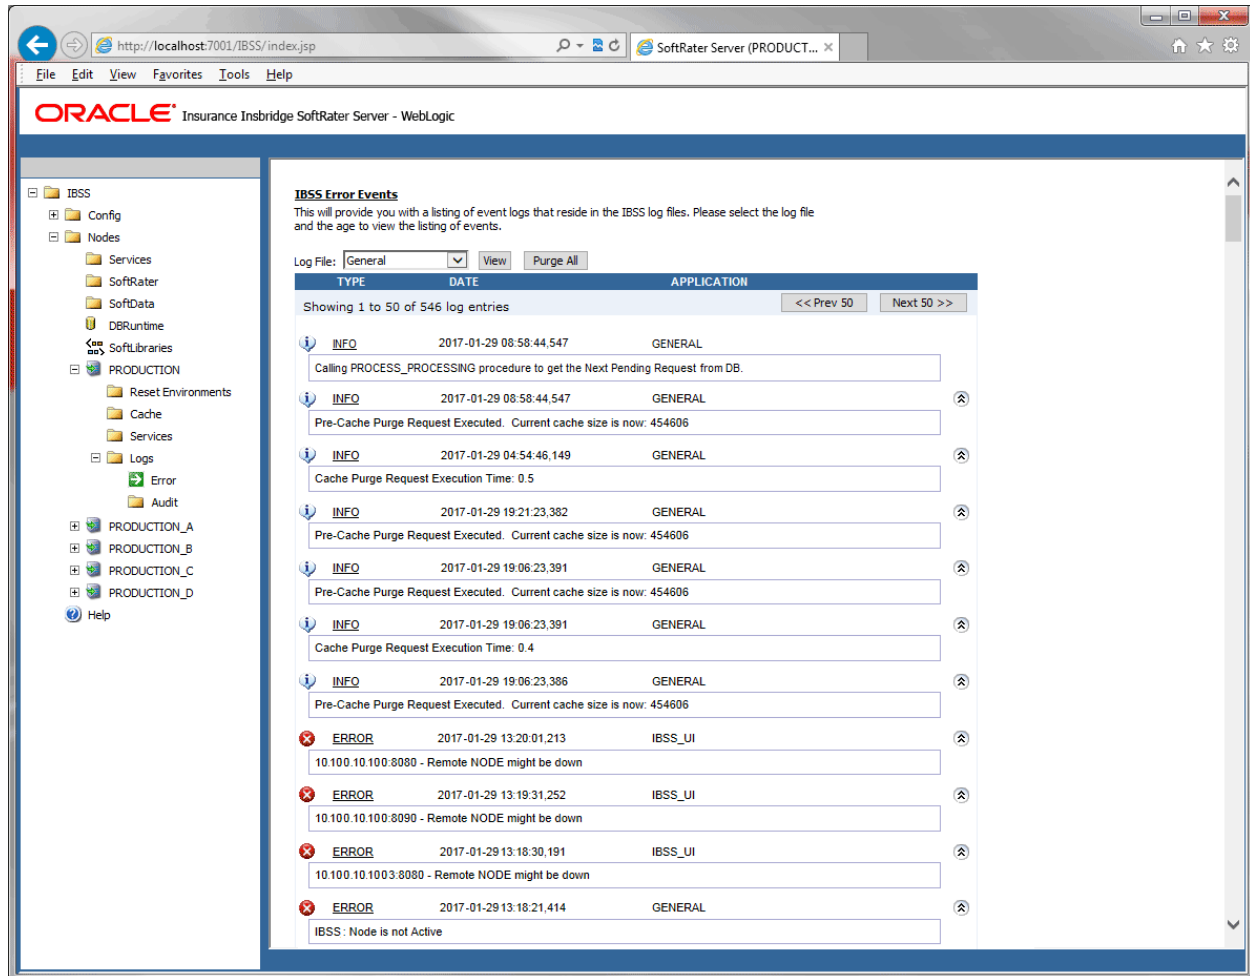 http://localhost:7001/IBSS/index.jsp
SoftRater Server (PRODUCT...
File Edit View Favorites Tools Help
ORACLE Insurance Insbridge SoftRater Server - WebLogic
IBSS
Config
Nodes
Services
SoftRater
SoftData
DBRuntime
SoftLibraries
PRODUCTION
Reset Environments
Cache
Services
Logs
Error
Audit
PRODUCTION_A
PRODUCTION_B
PRODUCTION_C
PRODUCTION_D
Help
IBSS Error Events
This will provide you with a listing of event logs that reside in the IBSS log files. Please select the log file
and the age to view the listing of events.
Log File: General View Purge All
TYPE DATE APPLICATION
Showing 1 to 50 of 546 log entries << Prev 50 Next 50 >>
INFO 2017-01-29 08:58:44,547 GENERAL
Calling PROCESS_PROCESSING procedure to get the Next Pending Request from DB.
INFO 2017-01-29 08:58:44,547 GENERAL
Pre-Cache Purge Request Executed. Current cache size is now: 454606
INFO 2017-01-29 04:54:46,149 GENERAL
Cache Purge Request Execution Time: 0.5
INFO 2017-01-29 19:21:23,382 GENERAL
Pre-Cache Purge Request Executed. Current cache size is now: 454606
INFO 2017-01-29 19:06:23,391 GENERAL
Pre-Cache Purge Request Executed. Current cache size is now: 454606
INFO 2017-01-29 19:06:23,391 GENERAL
Cache Purge Request Execution Time: 0.4
INFO 2017-01-29 19:06:23,386 GENERAL
Pre-Cache Purge Request Executed. Current cache size is now: 454606
ERROR 2017-01-29 13:20:01,213 IBSS_UI
10.100.10.100:8080 - Remote NODE might be down
ERROR 2017-01-29 13:19:31,252 IBSS_UI
10.100.10.100:8090 - Remote NODE might be down
ERROR 2017-01-29 13:18:30,191 IBSS_UI
10.100.10.1003:8080 - Remote NODE might be down
ERROR 2017-01-29 13:18:21,414 GENERAL
IBSS : Node is not Active